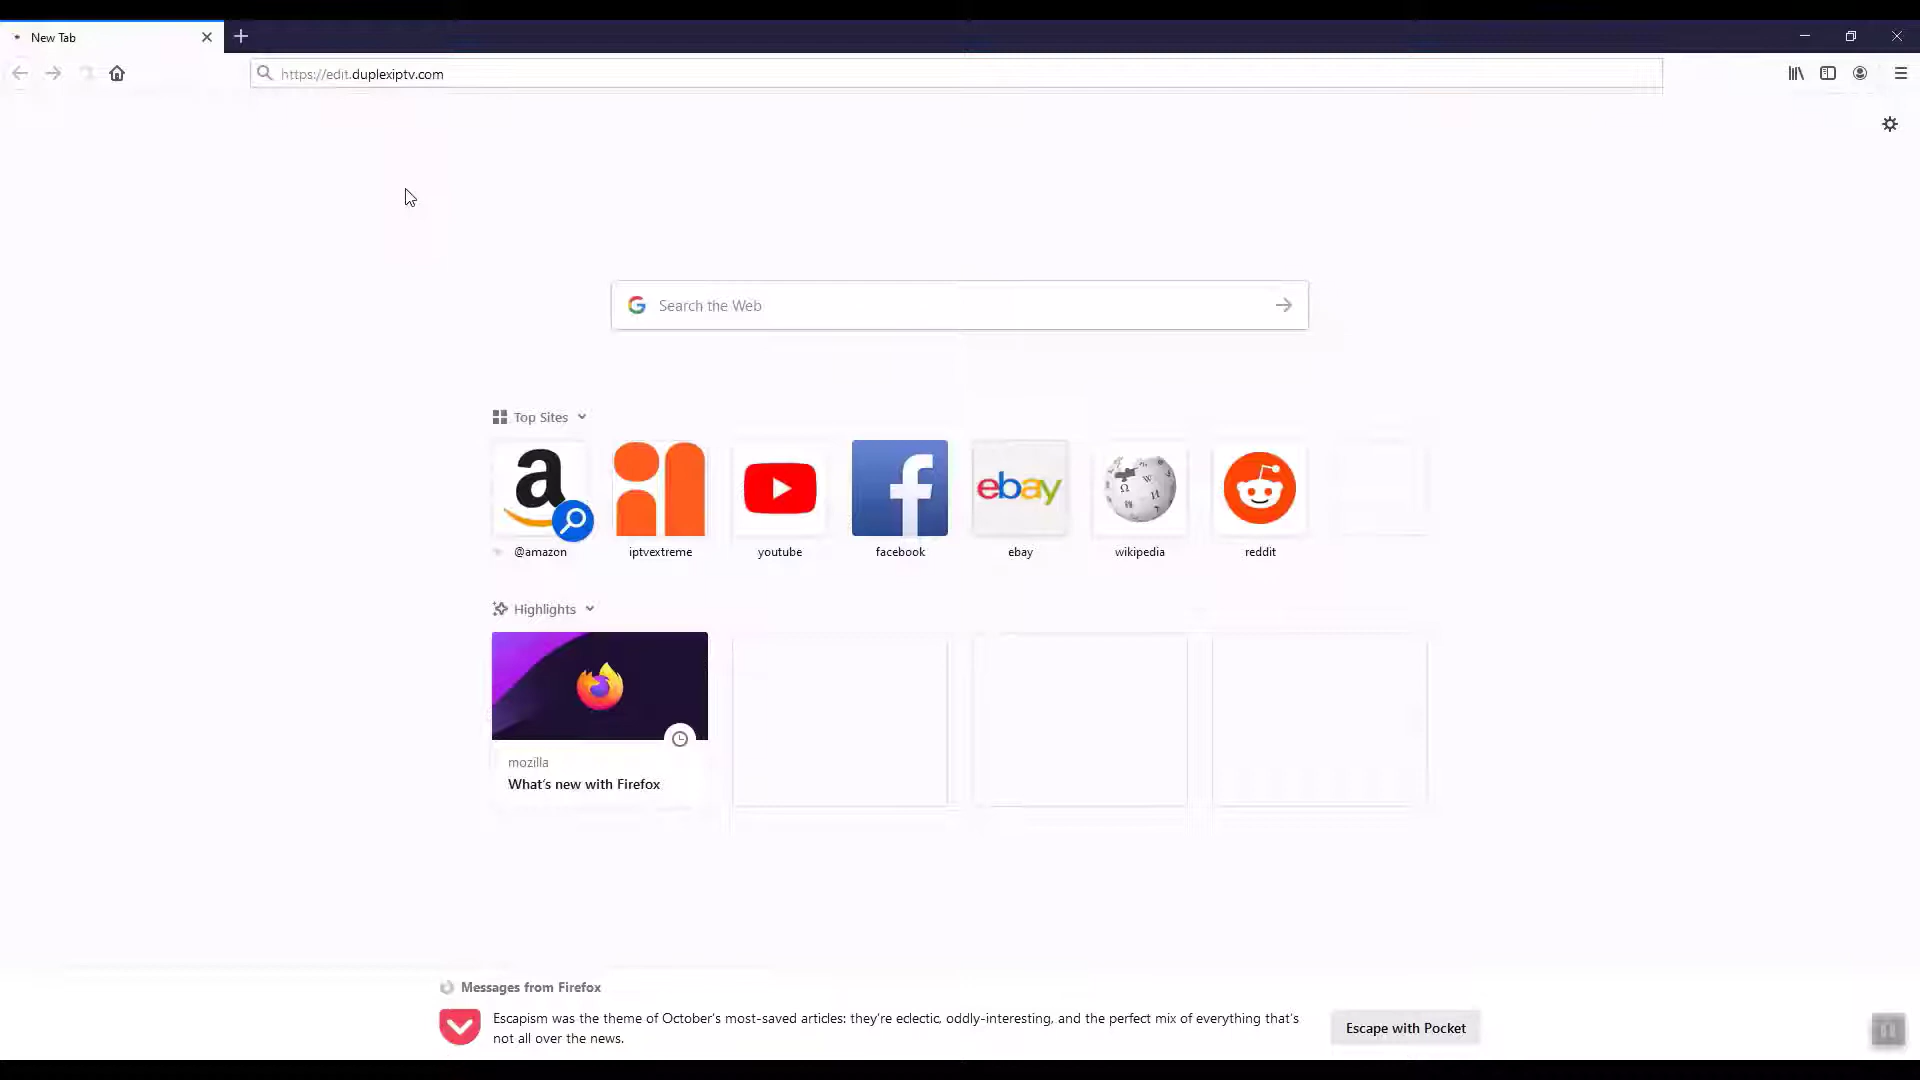 New Tab
https://edit.duplexiptv.com
Search the Web
Top Sites
a
ebay
@amazon
iptvextreme
youtube
facebook
ebay
wikipedia
reddit
Highlights
mozilla
What's new with Firefox
Messages from Firefox
Escapism was the theme of October's most-saved articles: they're eclectic, oddly-interesting, and the perfect mix of everything that's
not all over the news.
Escape with Pocket